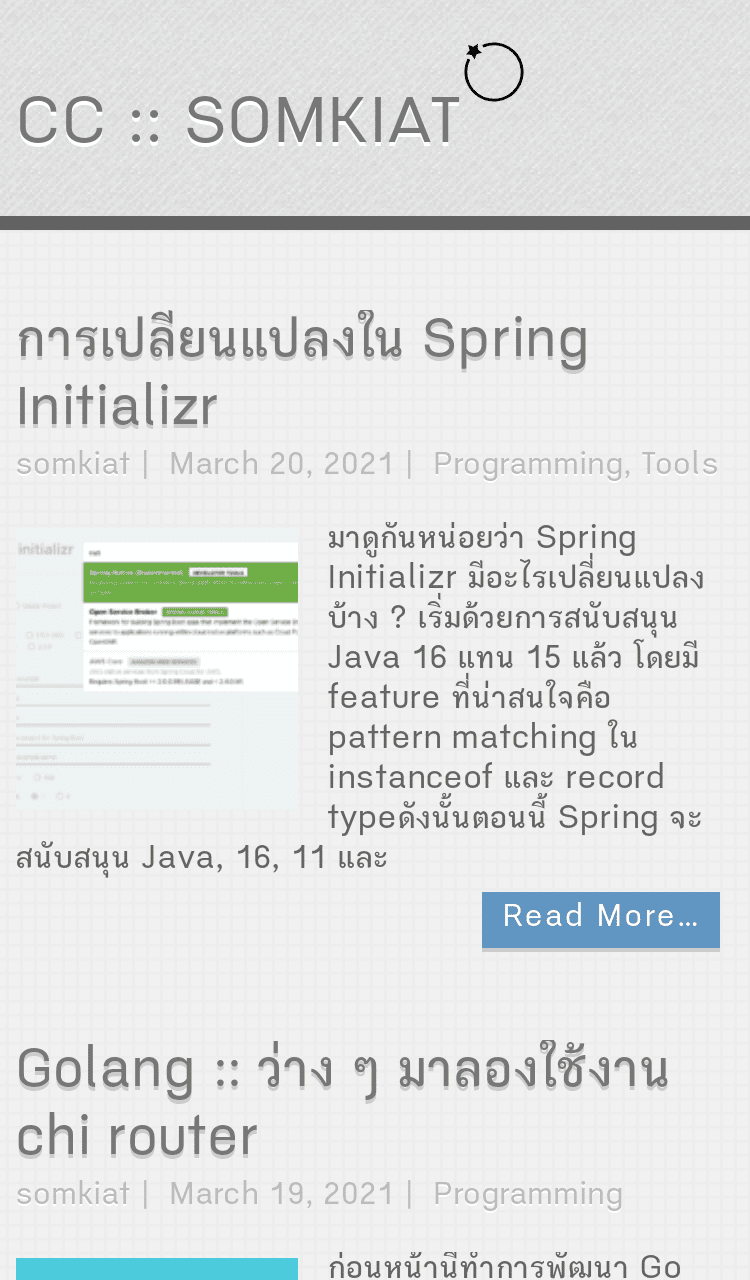 CC :: SOMKIAT
การเปลี่ยนแปลงใน Spring
Initializr
somkiat | March 20, 2021 | Programming, Tools
มาดูกันหน่อยว่า Spring
Initializr มีอะไรเปลี่ยนแปลง
บ้าง ? เริ่มด้วยการสนับสนุน
Java 16 แทน 15 แล้ว โดยมี
feature ที่น่าสนใจคือ
pattern matching ใน
instanceof และ record
typeดังนั้นตอนนี้ Spring จะ
สนับสนุน Java, 16, 11 และ
initializr
Open Service Broker
AWS Core
Read More…
Golang :: ว่าง ๆ มาลองใช้งาน
chi router
somkiat | March 19, 2021 | Programming
ก่อนหน้านี้ทำการพัฒนา Go